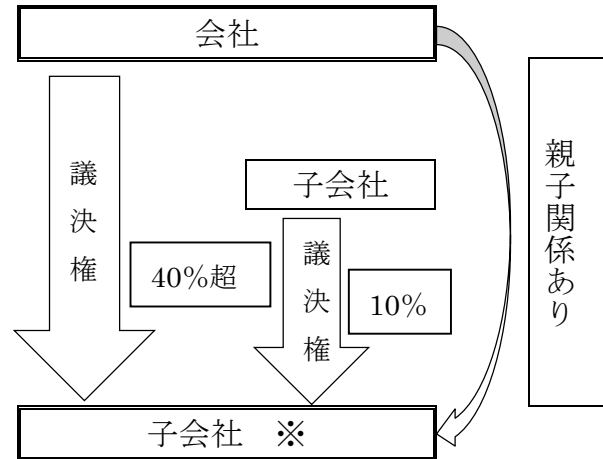 会社
議決権
40%超
子会社
議決権
10%
親子関係あり
子会社 ※